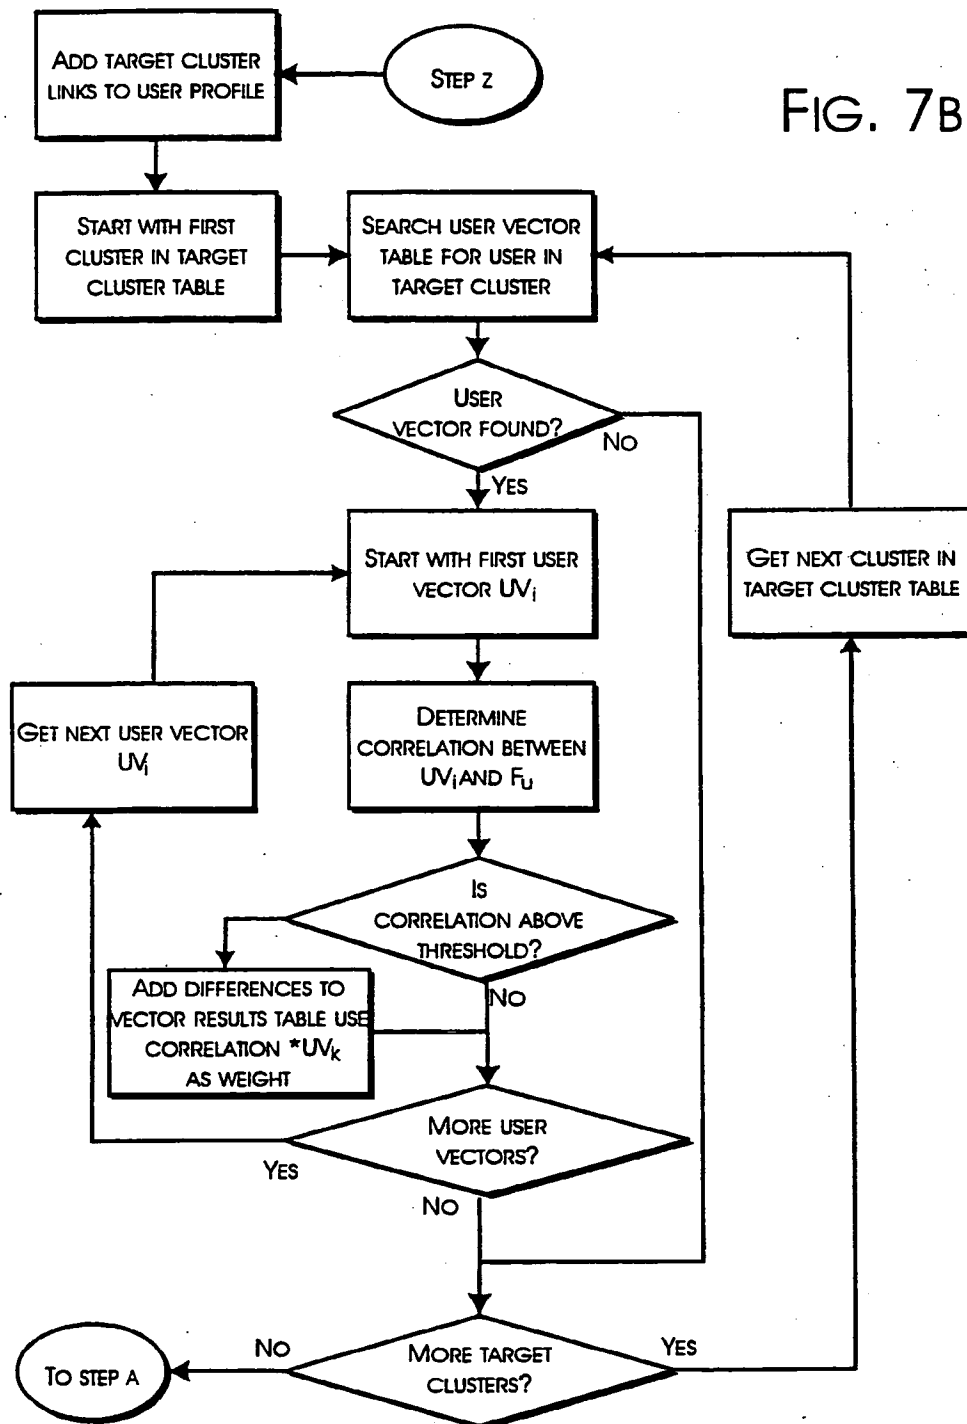 ADD TARGET CLUSTER
LINKS TO USER PROFILE
STEP Z
FIG. 7B
START WITH FIRST
CLUSTER IN TARGET
CLUSTER TABLE
SEARCH USER VECTOR
TABLE FOR USER IN
TARGET CLUSTER
USER
VECTOR FOUND?
NO
YES
START WITH FIRST USER
VECTOR UVi
GET NEXT CLUSTER IN
TARGET CLUSTER TABLE
GET NEXT USER VECTOR
UVi
DETERMINE
CORRELATION BETWEEN
UVi AND Fu
IS
CORRELATION ABOVE
THRESHOLD?
NO
ADD DIFFERENCES TO
VECTOR RESULTS TABLE USE
CORRELATION *UVk
AS WEIGHT
MORE USER
VECTORS?
YES
NO
MORE TARGET
CLUSTERS?
NO
YES
TO STEP A